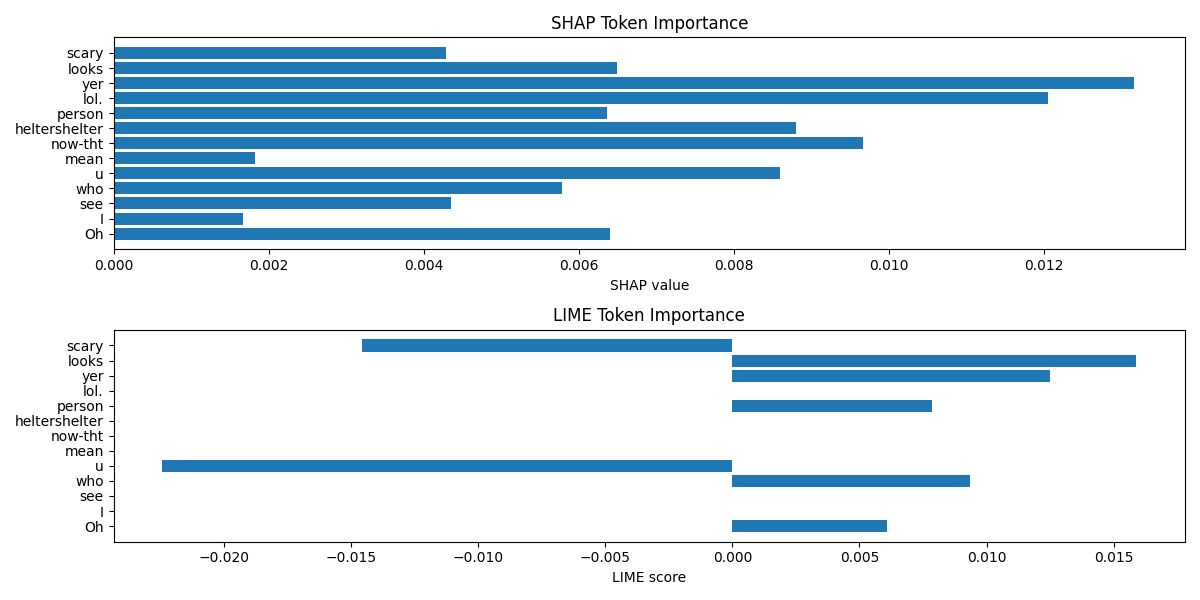 SHAP Token Importance
scary
looks
yer
lol.
person
heltershelter
now-tht
mean
u
who
see
I
Oh
0.000 0.002 0.004 0.006 0.008 0.010 0.012
SHAP value
LIME Token Importance
scary
looks
yer
lol.
person
heltershelter
now-tht
mean
u
who
see
I
Oh
−0.020 −0.015 −0.010 −0.005 0.000 0.005 0.010 0.015
LIME score